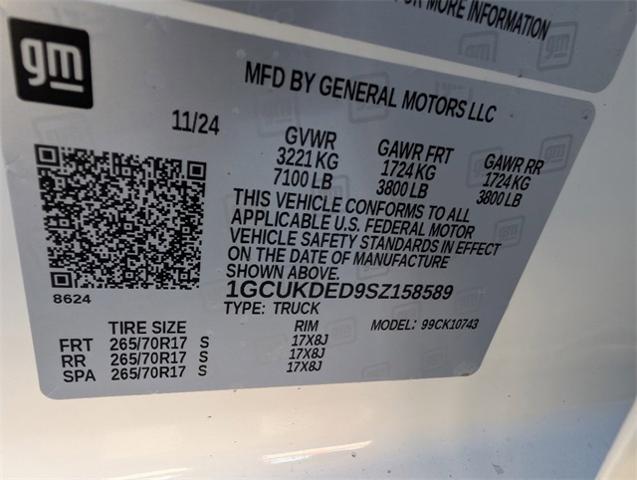 FOR MORE INFORMATION
gm
MFD BY GENERAL MOTORS LLC
11/24
GVWR GAWR FRT GAWR RR
3221 KG 1724 KG 1724 KG
7100 LB 3800 LB 3800 LB
THIS VEHICLE CONFORMS TO ALL
APPLICABLE U.S. FEDERAL MOTOR
VEHICLE SAFETY STANDARDS IN EFFECT
ON THE DATE OF MANUFACTURE
SHOWN ABOVE.
8624
1GCUKDED9SZ158589
TYPE: TRUCK MODEL: 99CK10743
TIRE SIZE RIM
FRT 265/70R17 S 17X8J
RR 265/70R17 S 17X8J
SPA 265/70R17 S 17X8J